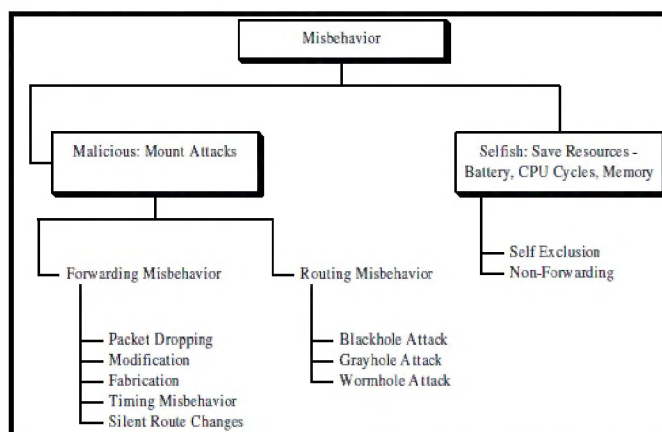 Misbehavior
Malicious: Mount Attacks
Selfish: Save Resources -
Battery, CPU Cycles, Memory
Forwarding Misbehavior
Packet Dropping
Modification
Fabrication
Timing Misbehavior
Silent Route Changes
Routing Misbehavior
Blackhole Attack
Grayhole Attack
Wormhole Attack
Self Exclusion
Non-Forwarding